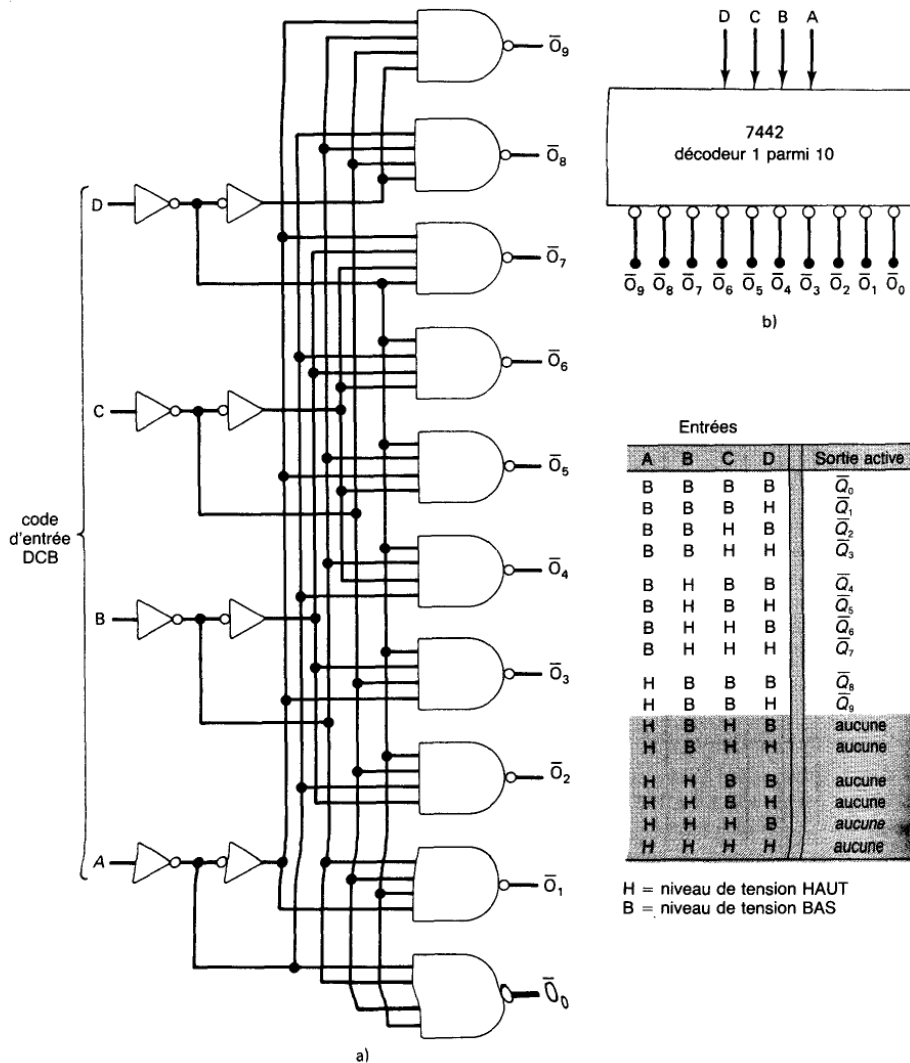 Ō₉
Ō₈
Ō₇
Ō₆
Ō₅
Ō₄
Ō₃
Ō₂
Ō₁
Ō₀
D
C
B
A
code
d'entrée
DCB
a)
D C B A
7442
décodeur 1 parmi 10
Ō₉ Ō₈ Ō₇ Ō₆ Ō₅ Ō₄ Ō₃ Ō₂ Ō₁ Ō₀
b)
Entrées
A B C D Sortie active
B B B B Q̄₀
B B B H Q̄₁
B B H B Q̄₂
B B H H Q̄₃
B H B B Q̄₄
B H B H Q̄₅
B H H B Q̄₆
B H H H Q̄₇
H B B B Q̄₈
H B B H Q̄₉
H B H B aucune
H B H H aucune
H H B B aucune
H H B H aucune
H H H B aucune
H H H H aucune
H = niveau de tension HAUT
B = niveau de tension BAS